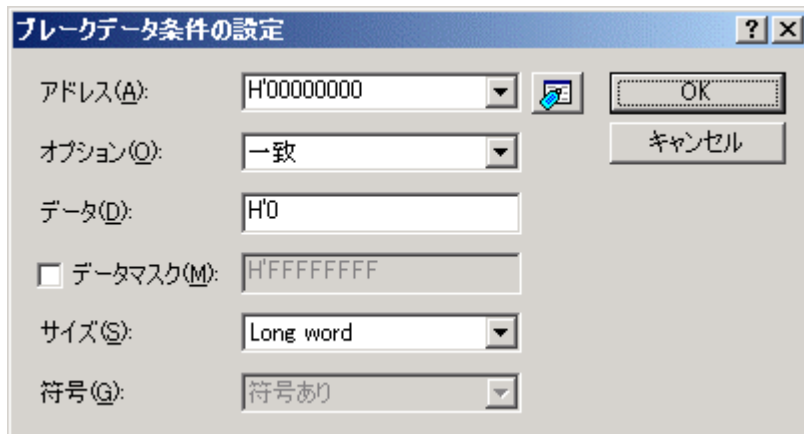 ブレークデータ条件の設定
アドレス(A): H'00000000 OK
オプション(O): 一致 キャンセル
データ(D): H'0
データマスク(M): H'FFFFFFFF
サイズ(S): Long word
符号(G): 符号あり